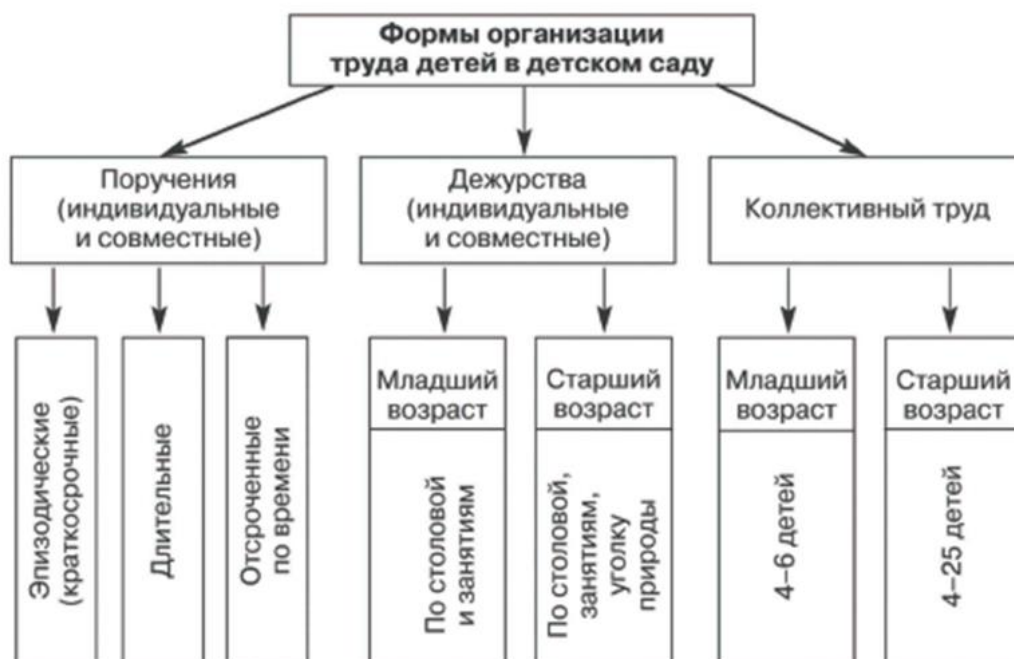 Формы организации
труда детей в детском саду
Поручения
(индивидуальные
и совместные)
Дежурства
(индивидуальные
и совместные)
Коллективный труд
Эпизодические
(краткосрочные)
Длительные
Отсроченные
по времени
Младший
возраст
По столовой
и занятиям
Старший
возраст
По столовой,
занятиям,
уголку
природы
Младший
возраст
4–6 детей
Старший
возраст
4–25 детей